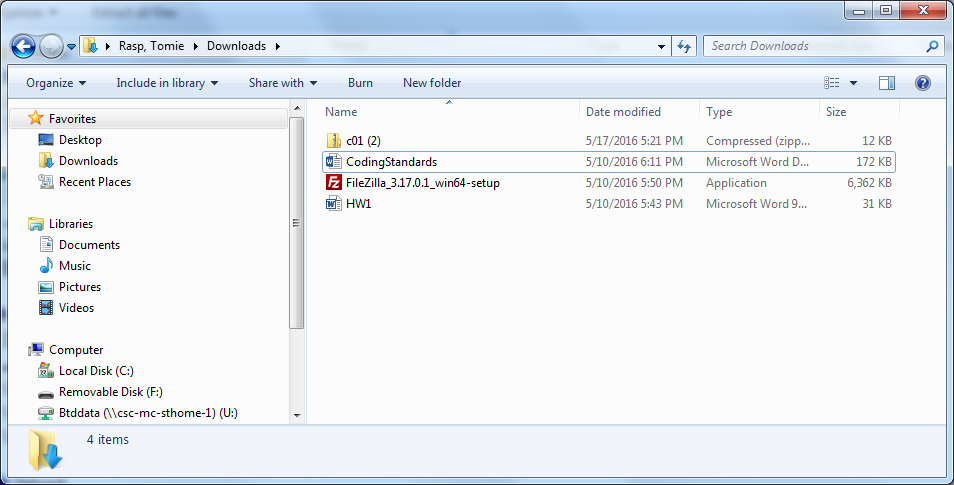 Extract all files
Rasp, Tomie Downloads Search Downloads
Organize Include in library Share with Burn New folder
Name Date modified Type Size
Favorites
Desktop
Downloads
Recent Places
Libraries
Documents
Music
Pictures
Videos
Computer
Local Disk (C:)
Removable Disk (F:)
Btddata (\\csc-mc-sthome-1) (U:)
c01 (2) 5/17/2016 5:21 PM Compressed (zipp... 12 KB
CodingStandards 5/10/2016 6:11 PM Microsoft Word D... 172 KB
FileZilla_3.17.0.1_win64-setup 5/10/2016 5:50 PM Application 6,362 KB
HW1 5/10/2016 5:43 PM Microsoft Word 9... 31 KB
4 items